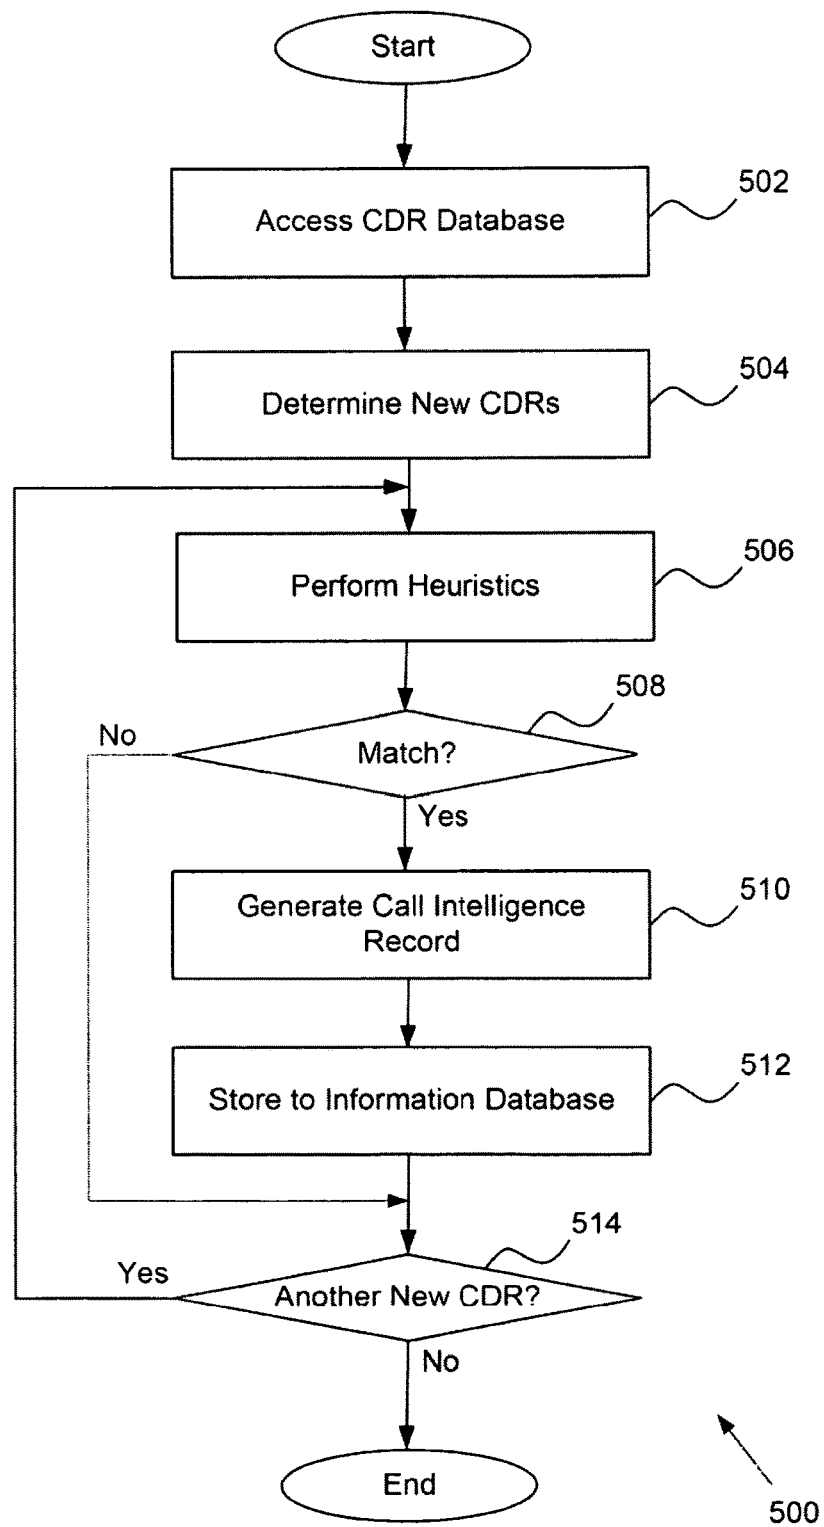 Start
502
Access CDR Database
504
Determine New CDRs
506
Perform Heuristics
508
No
Match?
Yes
510
Generate Call Intelligence
Record
512
Store to Information Database
514
Yes
Another New CDR?
No
End
500